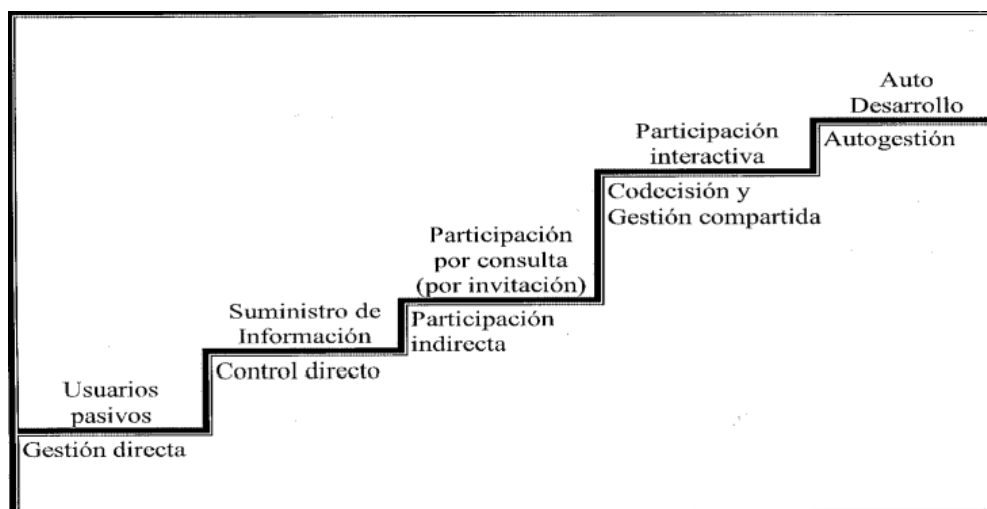 Auto
Desarrollo
Autogestión
Participación
interactiva
Codecisión y
Gestión compartida
Participación
por consulta
(por invitación)
Participación
indirecta
Suministro de
Información
Control directo
Usuarios
pasivos
Gestión directa